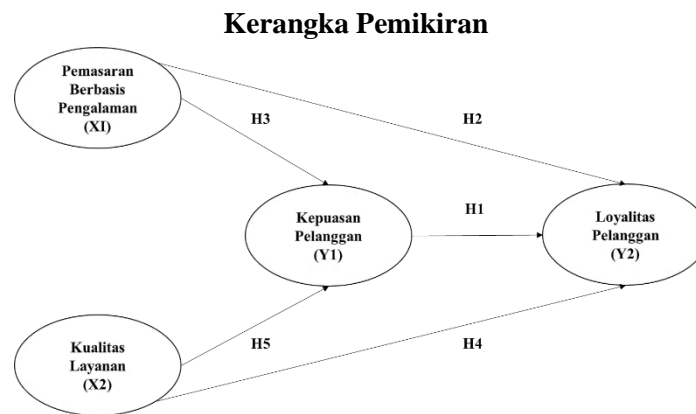 Kerangka Pemikiran
Pemasaran
Berbasis
Pengalaman
(XI)
H3
H2
Kepuasan
Pelanggan
(Y1)
H1
Loyalitas
Pelanggan
(Y2)
Kualitas
Layanan
(X2)
H5
H4